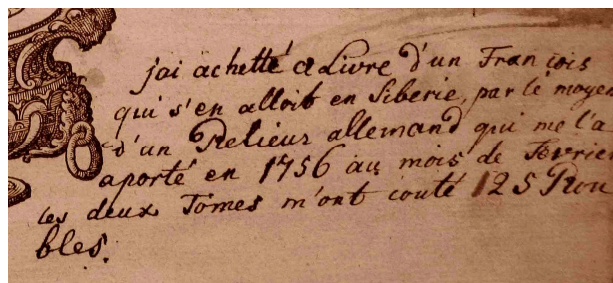 jai achetté ce Livre d'un François
qui s'en alloit en Siberie, par le moyen
d'un Relieur allemand qui me l'a
aporté en 1756 au mois de Fevrier
les deux Tomes m'ont couté 125 Rou
bles.